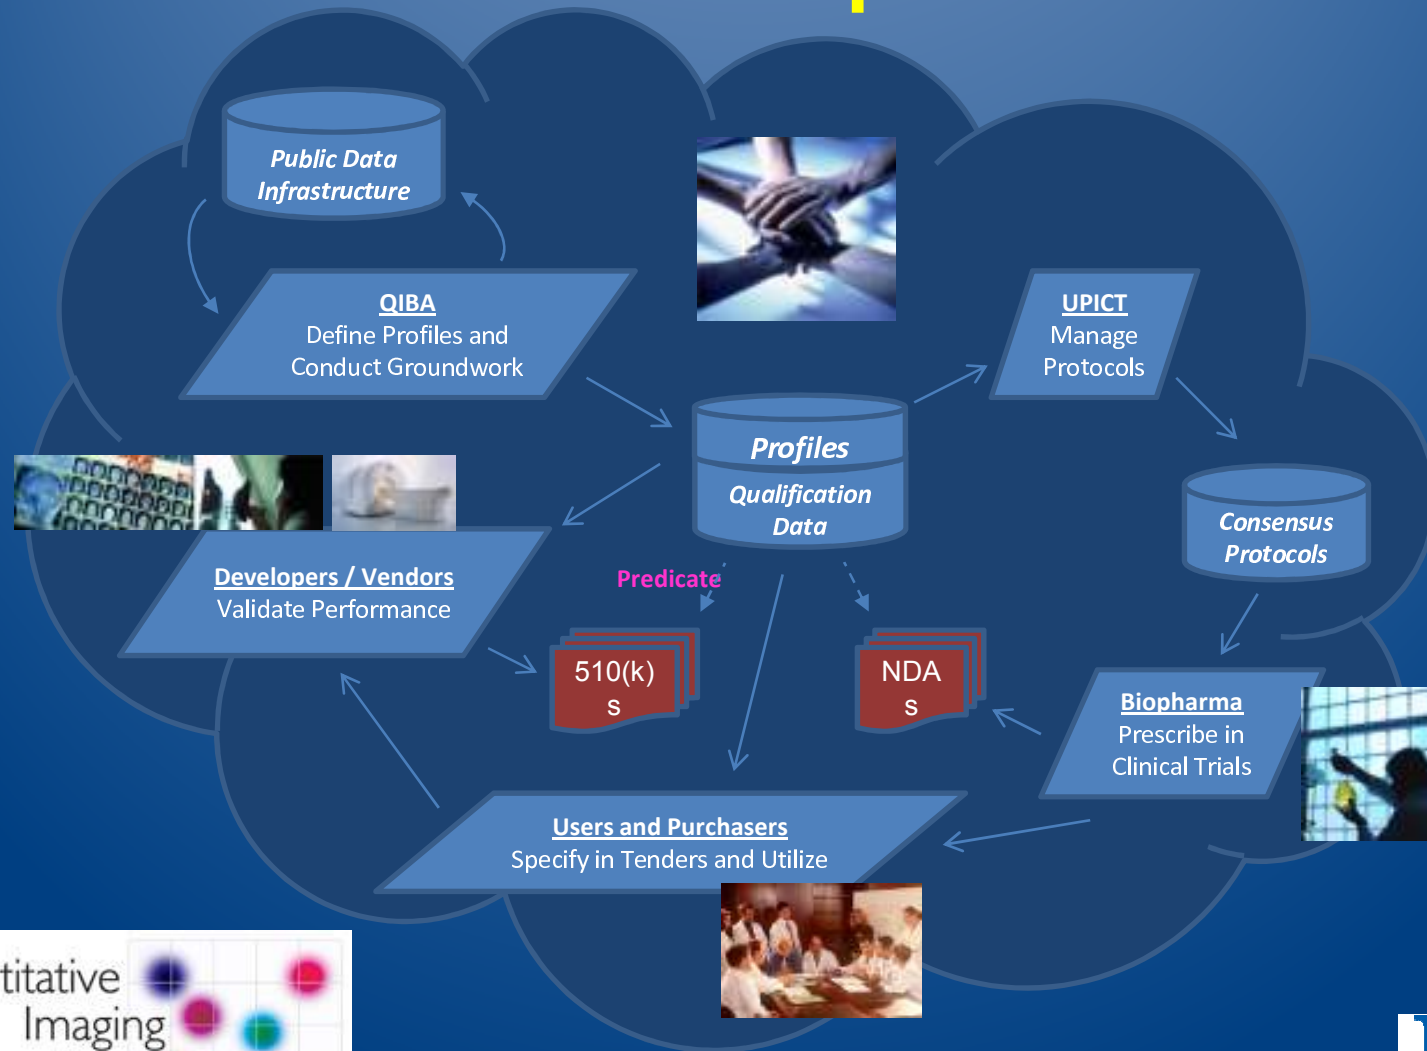 Public Data
Infrastructure
QIBA
Define Profiles and
Conduct Groundwork
UPICT
Manage
Protocols
Profiles
Qualification
Data
Consensus
Protocols
Developers / Vendors
Validate Performance
Predicate
510(k)
s
NDA
s
Biopharma
Prescribe in
Clinical Trials
Users and Purchasers
Specify in Tenders and Utilize
titative
Imaging